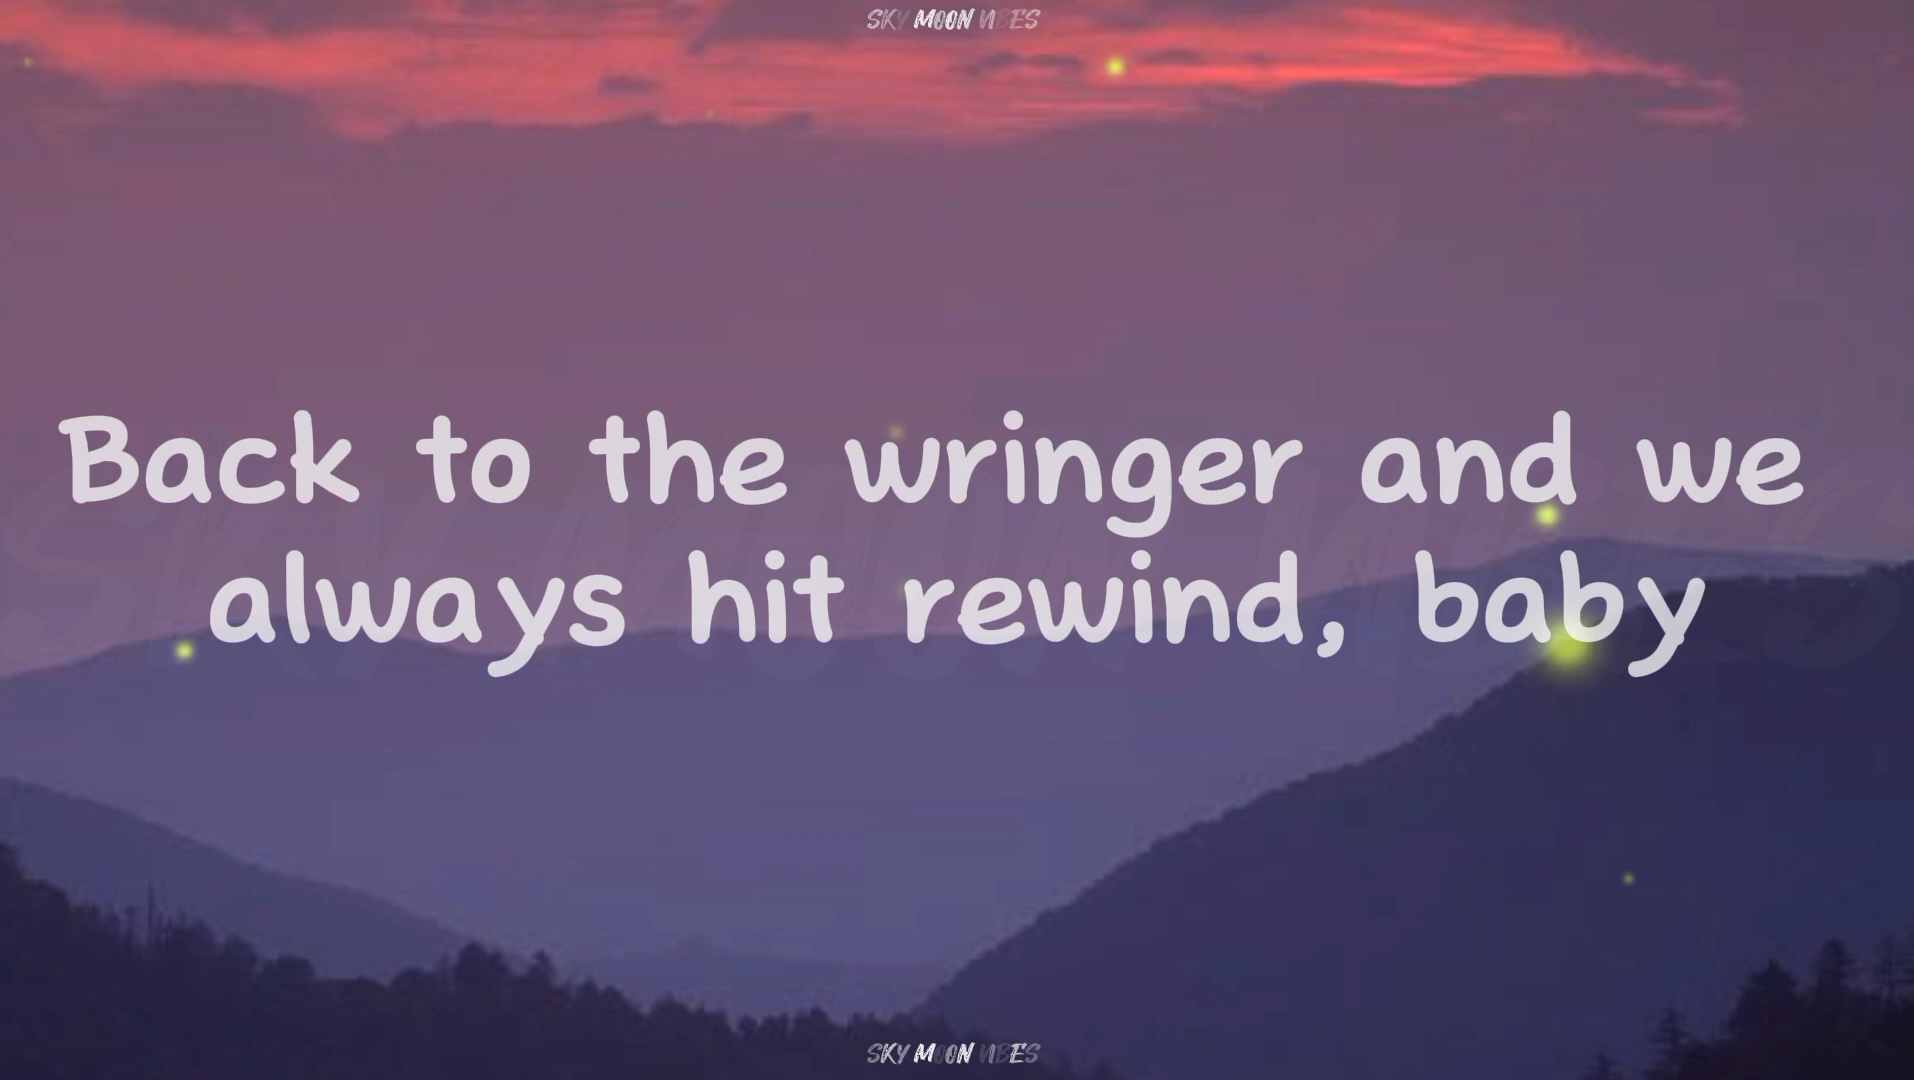 SKY MOON VIBES
Back to the wringer and we
always hit rewind, baby
SKY MOON VIBES